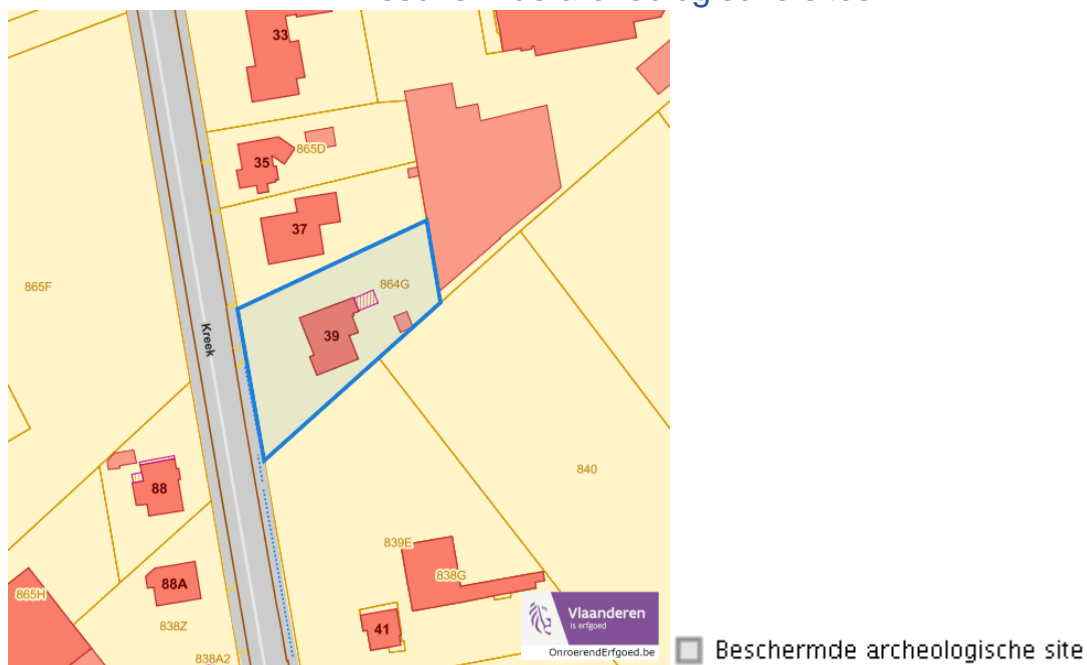 33
865D
35
37
865F
864G
39
Kreek
840
88
839E
838G
88A
865H
838Z
41
838A2
Vlaanderen
is erfgoed
OnroerendErfgoed.be
Beschermde archeologische site